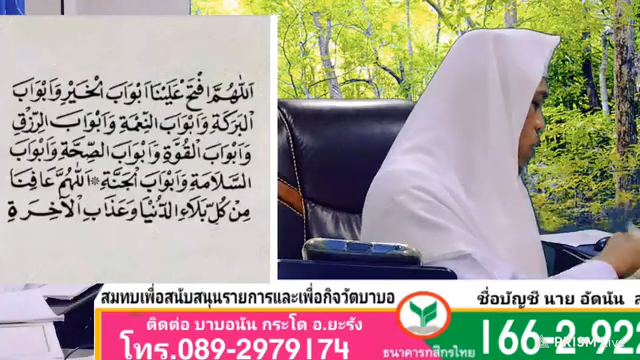 اَللّٰهُمَّ افْتَحْ عَلَيْنَا اَبْوَابَ الْخَيْرِ وَاَبْوَابَ
الْبَرَكَةِ وَاَبْوَابَ النِّعْمَةِ وَاَبْوَابَ الرِّزْقِ
وَاَبْوَابَ الْقُوَّةِ وَاَبْوَابَ الصِّحَّةِ وَاَبْوَابَ
السَّلَامَةِ وَاَبْوَابَ الْجَنَّةِ * اَللّٰهُمَّ عَافِنَا
مِنْ كُلِّ بَلَاءِ الدُّنْيَا وَعَذَابِ الْاٰخِرَةِ
สมทบเพื่อสนับสนุนรายการและเพื่อกิจวัตบาบอ
ติดต่อ บาบอนัน กระโด อ.ยะรัง
โทร.089-2979174
ธนาคารกสิกรไทย
ชื่อบัญชี นาย อัดนัน
166-2-92
PRISM Live